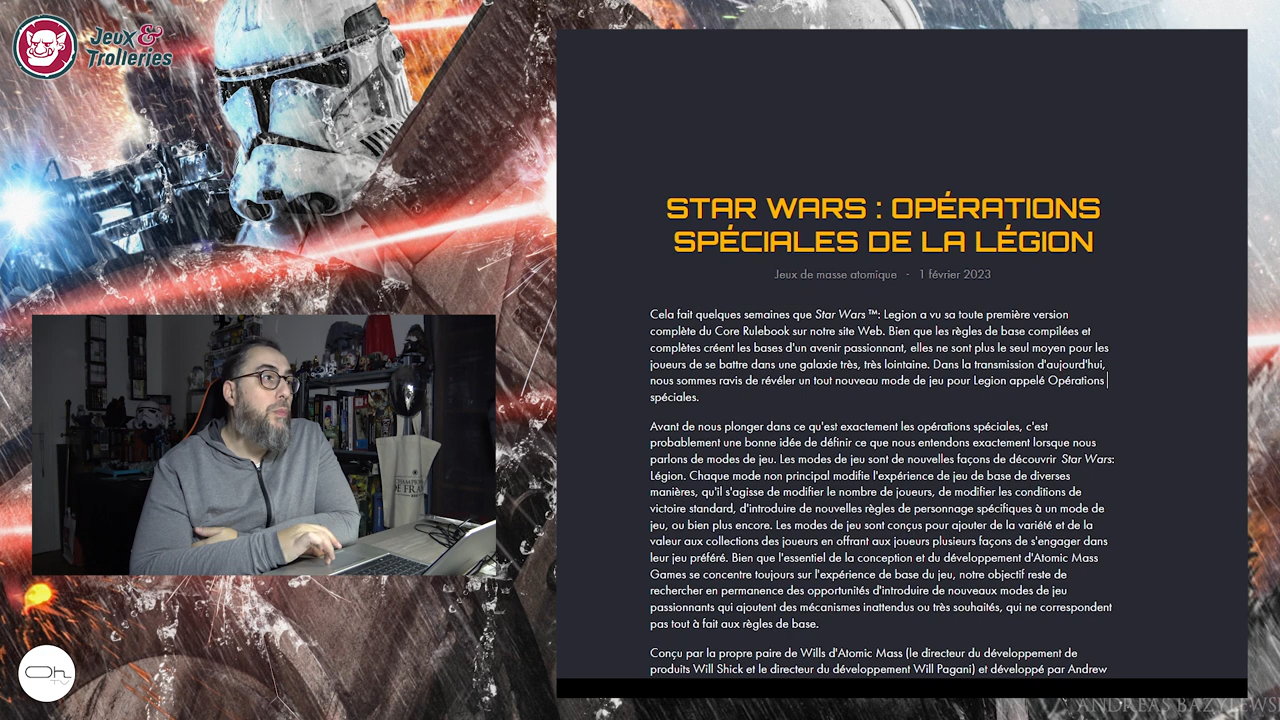 Jeux &
Trolleries
STAR WARS : OPÉRATIONS
SPÉCIALES DE LA LÉGION
Jeux de masse atomique - 1 février 2023
Cela fait quelques semaines que Star Wars ™: Legion a vu sa toute première version
complète du Core Rulebook sur notre site Web. Bien que les règles de base compilées et
complètes créent les bases d'un avenir passionnant, elles ne sont plus le seul moyen pour les
joueurs de se battre dans une galaxie très, très lointaine. Dans la transmission d'aujourd'hui,
nous sommes ravis de révéler un tout nouveau mode de jeu pour Legion appelé Opérations
spéciales.
Avant de nous plonger dans ce qu'est exactement les opérations spéciales, c'est
probablement une bonne idée de définir ce que nous entendons exactement lorsque nous
parlons de modes de jeu. Les modes de jeu sont de nouvelles façons de découvrir Star Wars:
Légion. Chaque mode non principal modifie l'expérience de jeu de base de diverses
manières, qu'il s'agisse de modifier le nombre de joueurs, de modifier les conditions de
victoire standard, d'introduire de nouvelles règles de personnage spécifiques à un mode de
jeu, ou bien plus encore. Les modes de jeu sont conçus pour ajouter de la variété et de la
valeur aux collections des joueurs en offrant aux joueurs plusieurs façons de s'engager dans
leur jeu préféré. Bien que l'essentiel de la conception et du développement d'Atomic Mass
Games se concentre toujours sur l'expérience de base du jeu, notre objectif reste de
rechercher en permanence des opportunités d'introduire de nouveaux modes de jeu
passionnants qui ajoutent des mécanismes inattendus ou très souhaités, qui ne correspondent
pas tout à fait aux règles de base.
Conçu par la propre paire de Wills d'Atomic Mass (le directeur du développement de
produits Will Shick et le directeur du développement Will Pagani) et développé par Andrew
CHAMPION
DE FRA
Oh
TV
ANDREAS BAZYLEWS